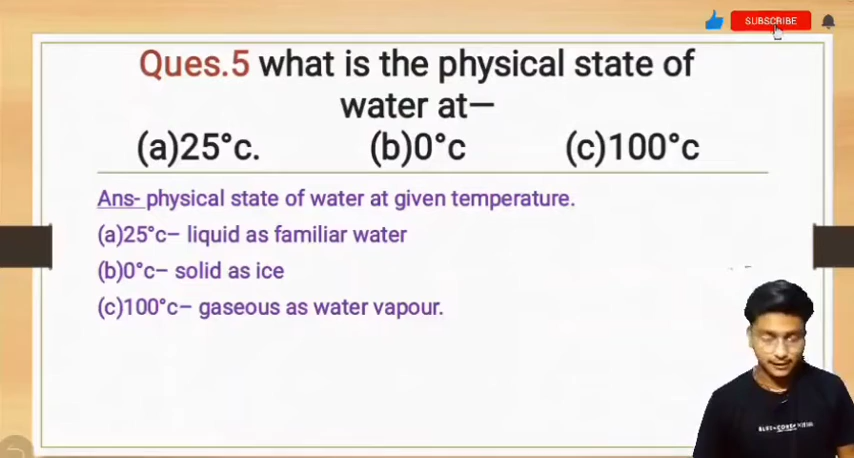 SUBSCRIBE
Ques.5 what is the physical state of
water at—
(a)25°c. (b)0°c (c)100°c
Ans- physical state of water at given temperature.
(a)25°c– liquid as familiar water
(b)0°c– solid as ice
(c)100°c– gaseous as water vapour.